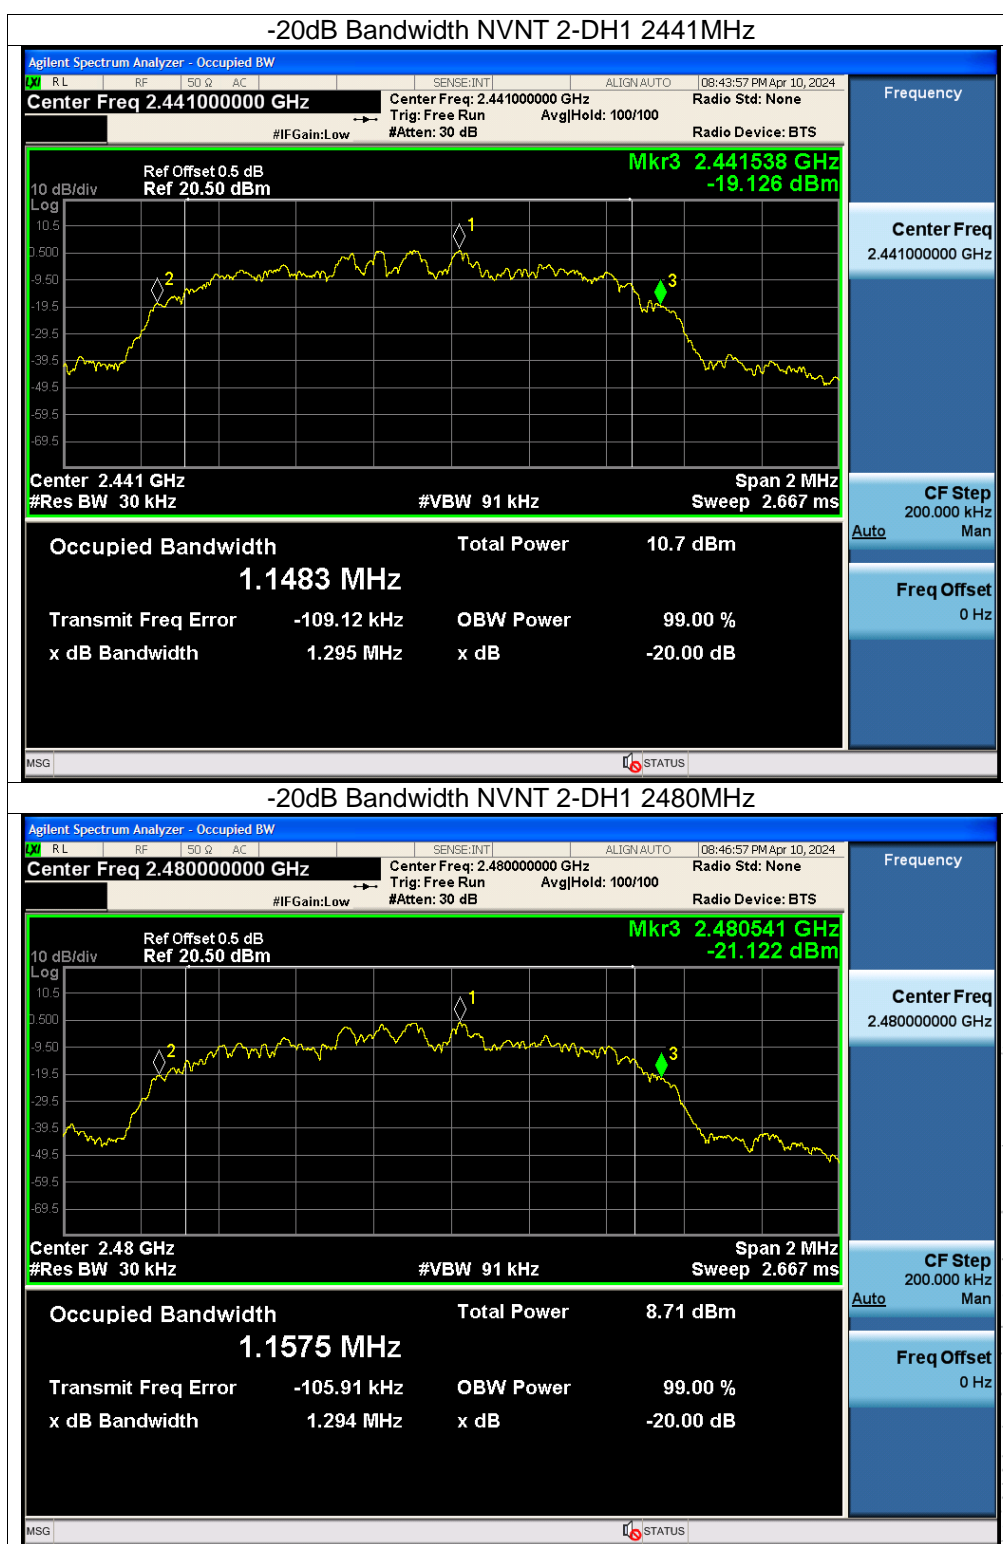 -20dB Bandwidth NVNT 2-DH1 2441MHz
Agilent Spectrum Analyzer - Occupied BW
LXI RL RF 50 Ω AC SENSE:INT ALIGN AUTO 08:43:57 PM Apr 10, 2024
Center Freq 2.441000000 GHz
Center Freq: 2.441000000 GHz Radio Std: None
Trig: Free Run Avg|Hold: 100/100
#IFGain:Low #Atten: 30 dB Radio Device: BTS
Frequency
Mkr3 2.441538 GHz
-19.126 dBm
Ref Offset 0.5 dB
10 dB/div Ref 20.50 dBm
Log
10.5
0.500
-9.50
-19.5
-29.5
-39.5
-49.5
-59.5
-69.5
1
2
3
Center 2.441 GHz Span 2 MHz
#Res BW 30 kHz #VBW 91 kHz Sweep 2.667 ms
Occupied Bandwidth Total Power 10.7 dBm
1.1483 MHz
Transmit Freq Error -109.12 kHz OBW Power 99.00 %
x dB Bandwidth 1.295 MHz x dB -20.00 dB
Center Freq
2.441000000 GHz
CF Step
200.000 kHz
Auto Man
Freq Offset
0 Hz
MSG STATUS
-20dB Bandwidth NVNT 2-DH1 2480MHz
Agilent Spectrum Analyzer - Occupied BW
LXI RL RF 50 Ω AC SENSE:INT ALIGN AUTO 08:46:57 PM Apr 10, 2024
Center Freq 2.480000000 GHz
Center Freq: 2.480000000 GHz Radio Std: None
Trig: Free Run Avg|Hold: 100/100
#IFGain:Low #Atten: 30 dB Radio Device: BTS
Frequency
Mkr3 2.480541 GHz
-21.122 dBm
Ref Offset 0.5 dB
10 dB/div Ref 20.50 dBm
Log
10.5
0.500
-9.50
-19.5
-29.5
-39.5
-49.5
-59.5
-69.5
1
2
3
Center 2.48 GHz Span 2 MHz
#Res BW 30 kHz #VBW 91 kHz Sweep 2.667 ms
Occupied Bandwidth Total Power 8.71 dBm
1.1575 MHz
Transmit Freq Error -105.91 kHz OBW Power 99.00 %
x dB Bandwidth 1.294 MHz x dB -20.00 dB
Center Freq
2.480000000 GHz
CF Step
200.000 kHz
Auto Man
Freq Offset
0 Hz
MSG STATUS